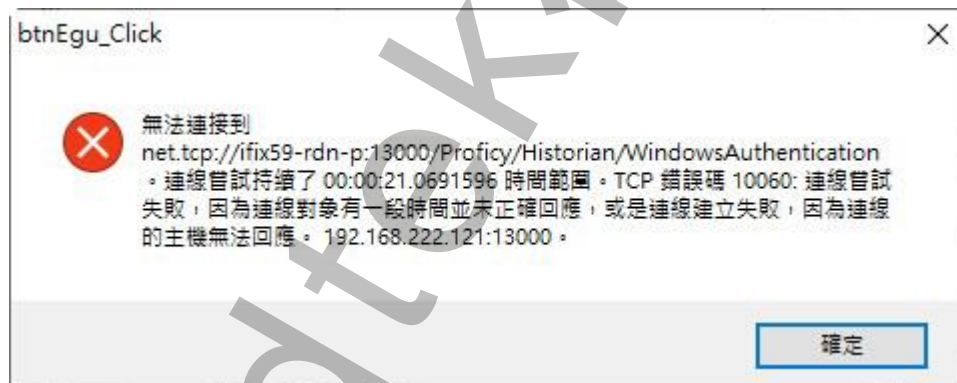 btnEgu_Click
無法連接到
net.tcp://ifix59-rdn-p:13000/Proficy/Historian/WindowsAuthentication
。連線嘗試持續了 00:00:21.0691596 時間範圍。TCP 錯誤碼 10060: 連線嘗試
失敗，因為連線對象有一段時間並未正確回應，或是連線建立失敗，因為連線
的主機無法回應。 192.168.222.121:13000。
確定